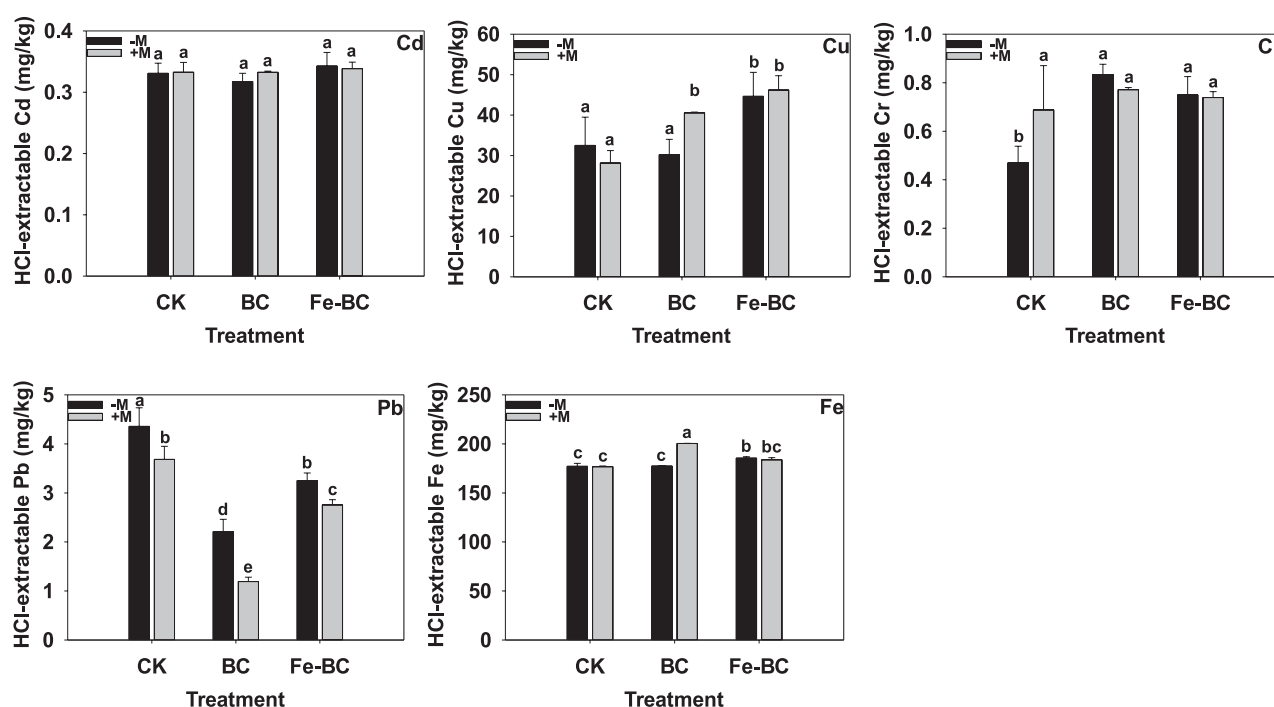 HCl-extractable Cd (mg/kg)
0.4
0.3
0.2
0.1
0.0
-M
+M
Cd
a a a a a a
CK BC Fe-BC
Treatment
HCl-extractable Cu (mg/kg)
60
50
40
30
20
10
0
-M
+M
Cu
a a a b b b
CK BC Fe-BC
Treatment
HCl-extractable Cr (mg/kg)
1.0
0.8
0.6
0.4
0.2
0.0
-M
+M
C
b a a a a a
CK BC Fe-BC
Treatment
HCl-extractable Pb (mg/kg)
5
4
3
2
1
0
-M
+M
Pb
a b d e b c
CK BC Fe-BC
Treatment
HCl-extractable Fe (mg/kg)
250
200
150
100
50
0
-M
+M
Fe
c c c a b bc
CK BC Fe-BC
Treatment